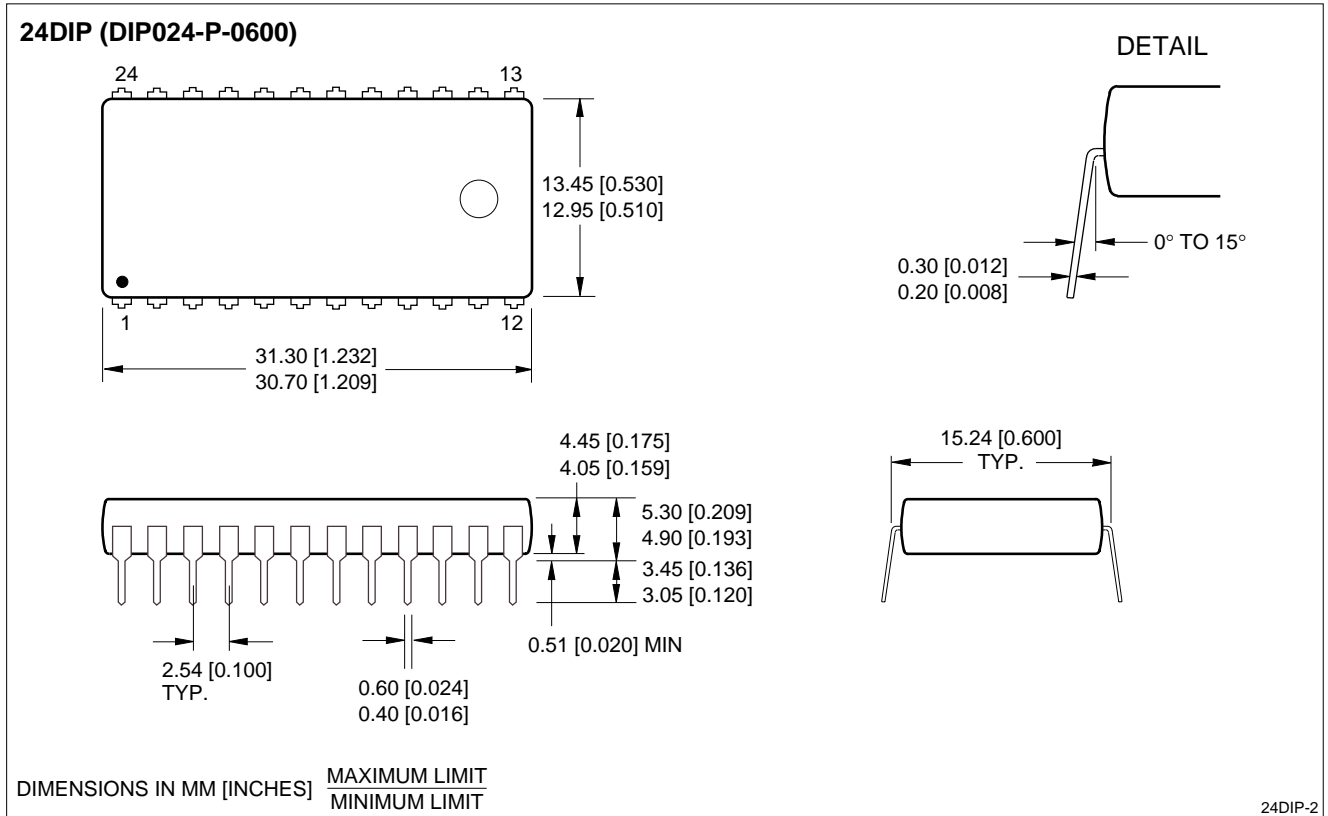 24DIP (DIP024-P-0600)
DETAIL
24
13
13.45 [0.530]
12.95 [0.510]
0° TO 15°
0.30 [0.012]
0.20 [0.008]
1
12
31.30 [1.232]
30.70 [1.209]
4.45 [0.175]
4.05 [0.159]
15.24 [0.600]
TYP.
5.30 [0.209]
4.90 [0.193]
3.45 [0.136]
3.05 [0.120]
0.51 [0.020] MIN
2.54 [0.100]
TYP.
0.60 [0.024]
0.40 [0.016]
DIMENSIONS IN MM [INCHES]
MAXIMUM LIMIT
MINIMUM LIMIT
24DIP-2